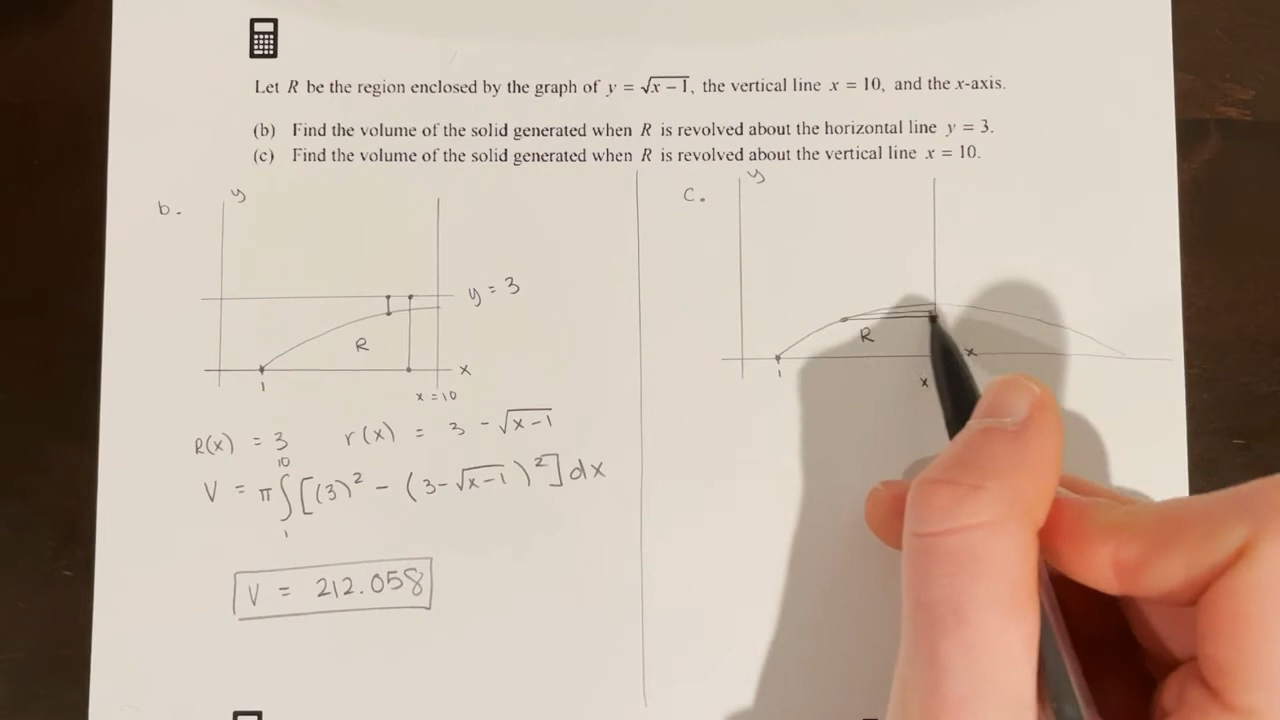 Let R be the region enclosed by the graph of y = √x − 1, the vertical line x = 10, and the x-axis.
(b) Find the volume of the solid generated when R is revolved about the horizontal line y = 3.
(c) Find the volume of the solid generated when R is revolved about the vertical line x = 10.
b.
y
y = 3
R
x
1
x = 10
R(x) = 3 r(x) = 3 - √x-1
V = π∫₁¹⁰ [(3)² - (3-√x-1)²] dx
V = 212.058
c.
y
R
x
1
x